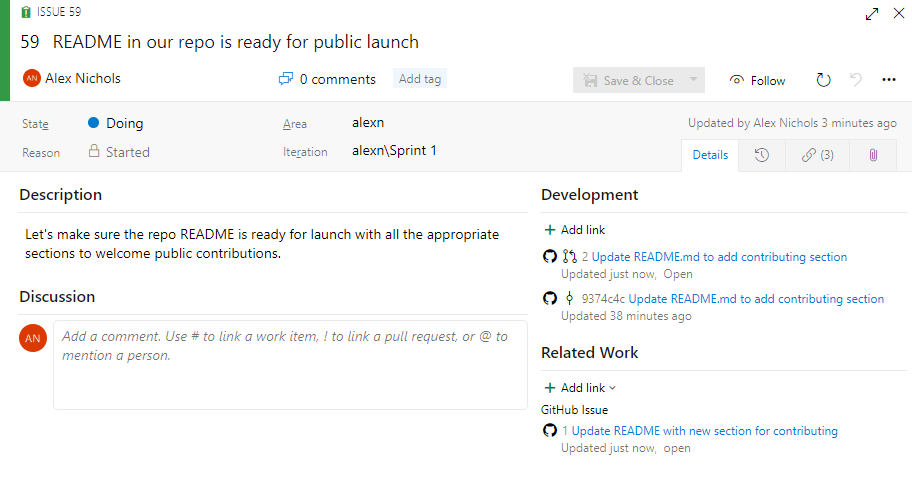 ISSUE 59
59 README in our repo is ready for public launch
AN Alex Nichols
0 comments
Add tag
Save & Close
Follow
State
Doing
Area
alexn
Updated by Alex Nichols 3 minutes ago
Reason
Started
Iteration
alexn\Sprint 1
Details
(3)
Description
Let's make sure the repo README is ready for launch with all the appropriate
sections to welcome public contributions.
Discussion
AN
Add a comment. Use # to link a work item, ! to link a pull request, or @ to
mention a person.
Development
+ Add link
2 Update README.md to add contributing section
Updated just now, Open
9374c4c Update README.md to add contributing section
Updated 38 minutes ago
Related Work
+ Add link
GitHub Issue
1 Update README with new section for contributing
Updated just now, open